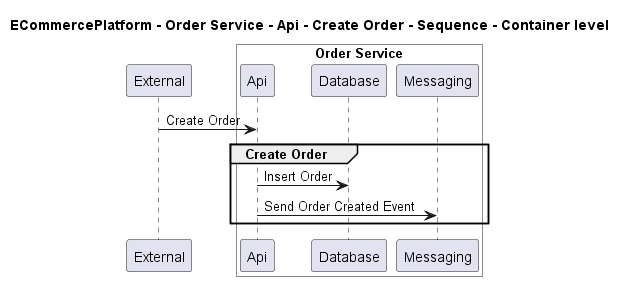 ECommercePlatform - Order Service - Api - Create Order - Sequence - Container level
Order Service
External
Api
Database
Messaging
Create Order
Create Order
Insert Order
Send Order Created Event
External
Api
Database
Messaging